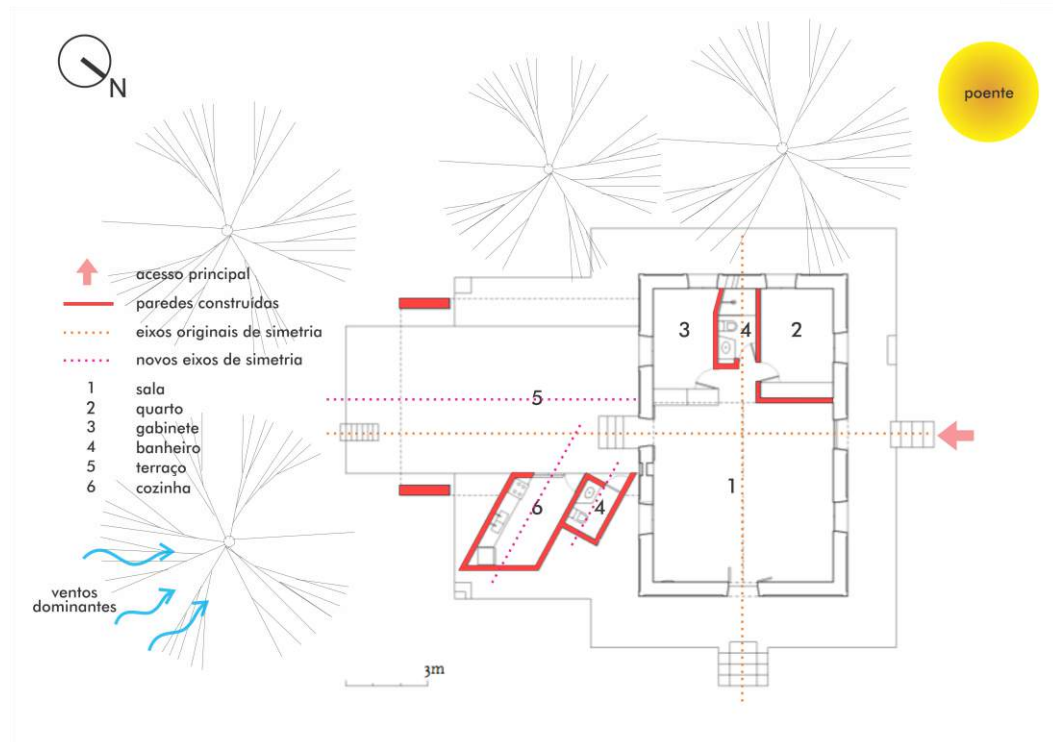 N
poente
acesso principal
paredes construídas
eixos originais de simetria
novos eixos de simetria
1 sala
2 quarto
3 gabinete
4 banheiro
5 terraço
6 cozinha
ventos
dominantes
3
4
2
5
1
6
4
3m